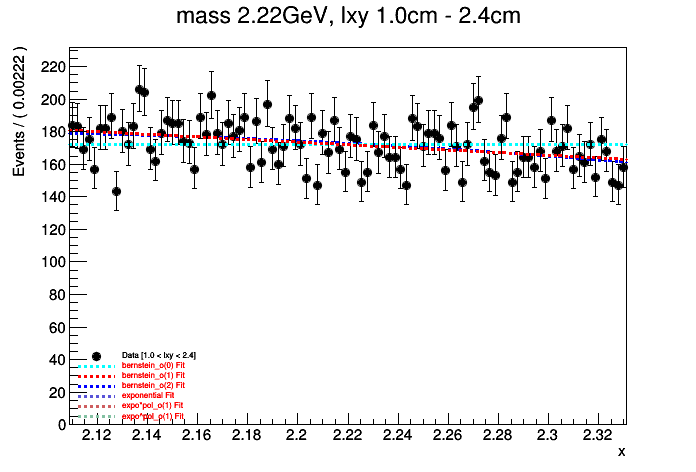 mass 2.22GeV, lxy 1.0cm - 2.4cm
Events / ( 0.00222 )
220
200
180
160
140
120
100
80
60
40
20
0
Data [1.0 < lxy < 2.4]
bernstein_o(0) Fit
bernstein_o(1) Fit
bernstein_o(2) Fit
exponential Fit
expo*pol_o(1) Fit
expo*pol_o(1) Fit
2.12 2.14 2.16 2.18 2.2 2.22 2.24 2.26 2.28 2.3 2.32
x